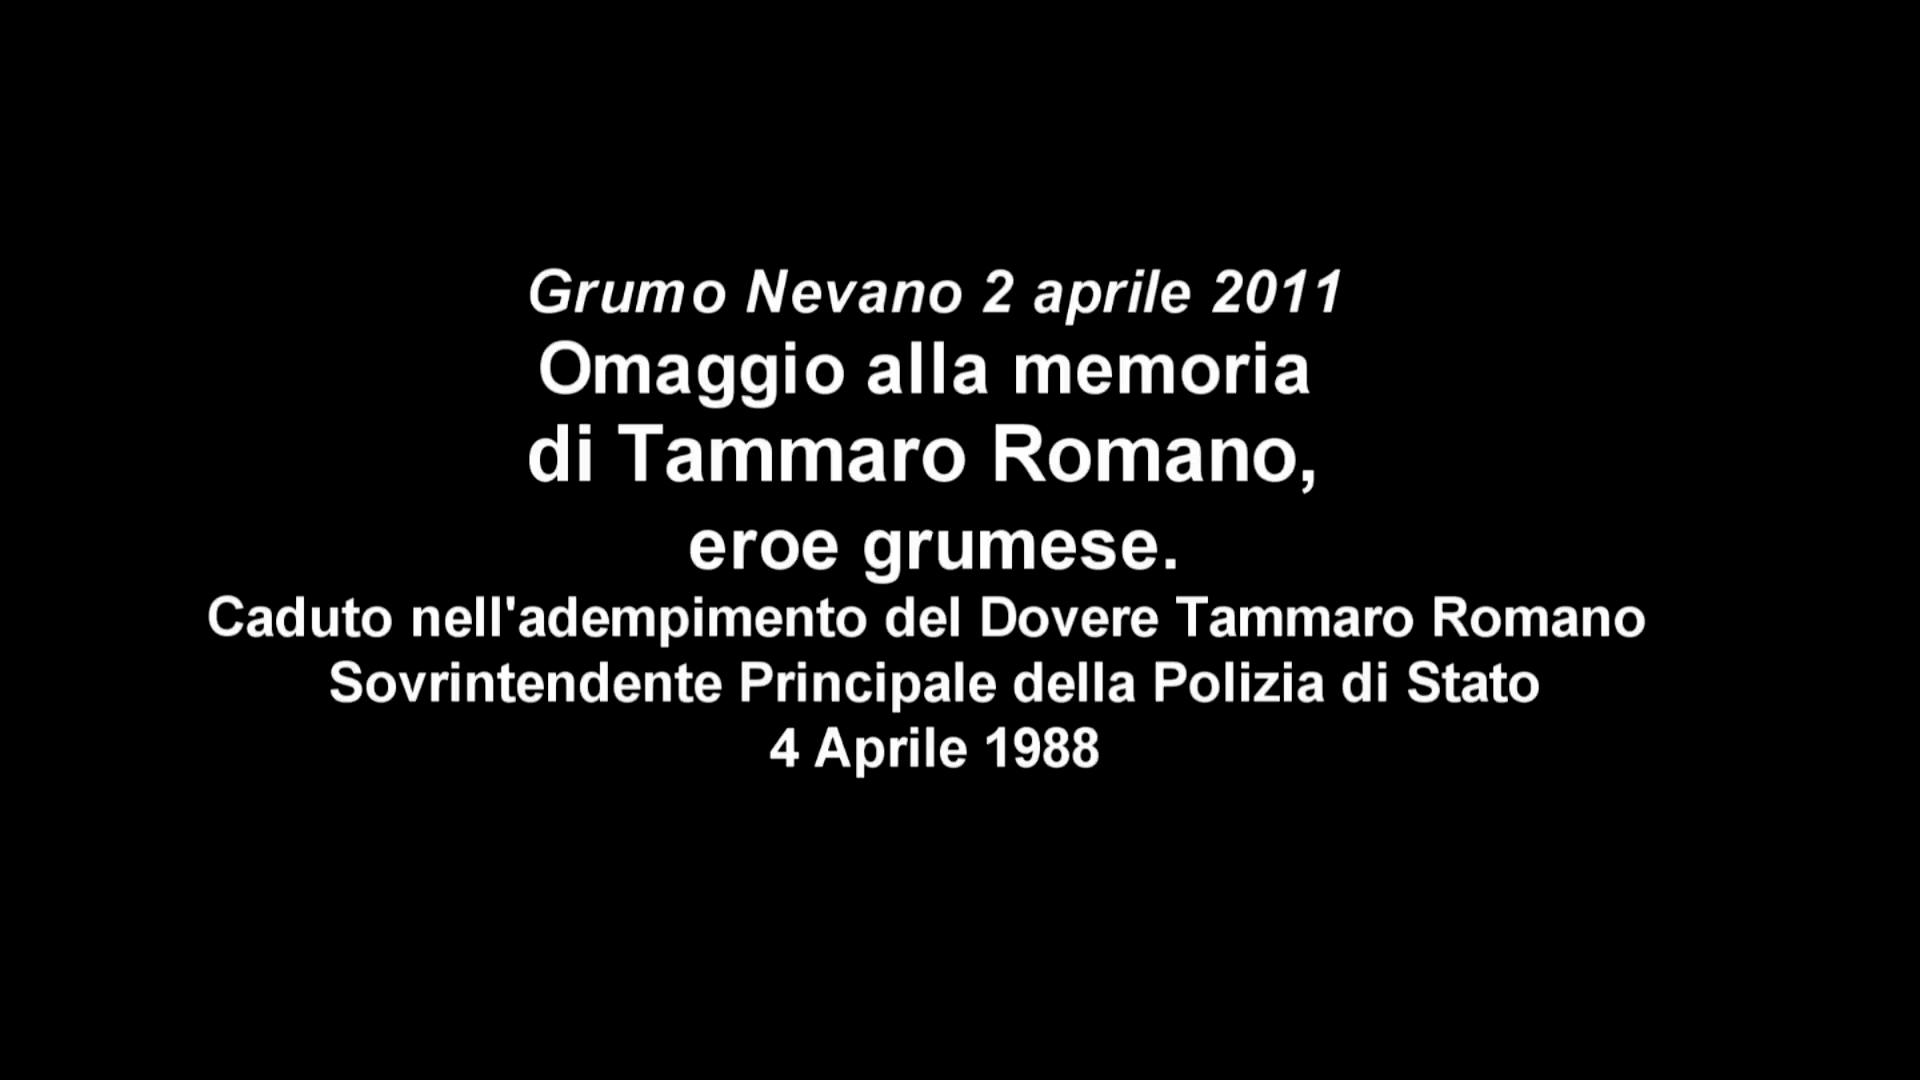 Grumo Nevano 2 aprile 2011
Omaggio alla memoria
di Tammaro Romano,
eroe grumese.
Caduto nell'adempimento del Dovere Tammaro Romano
Sovrintendente Principale della Polizia di Stato
4 Aprile 1988